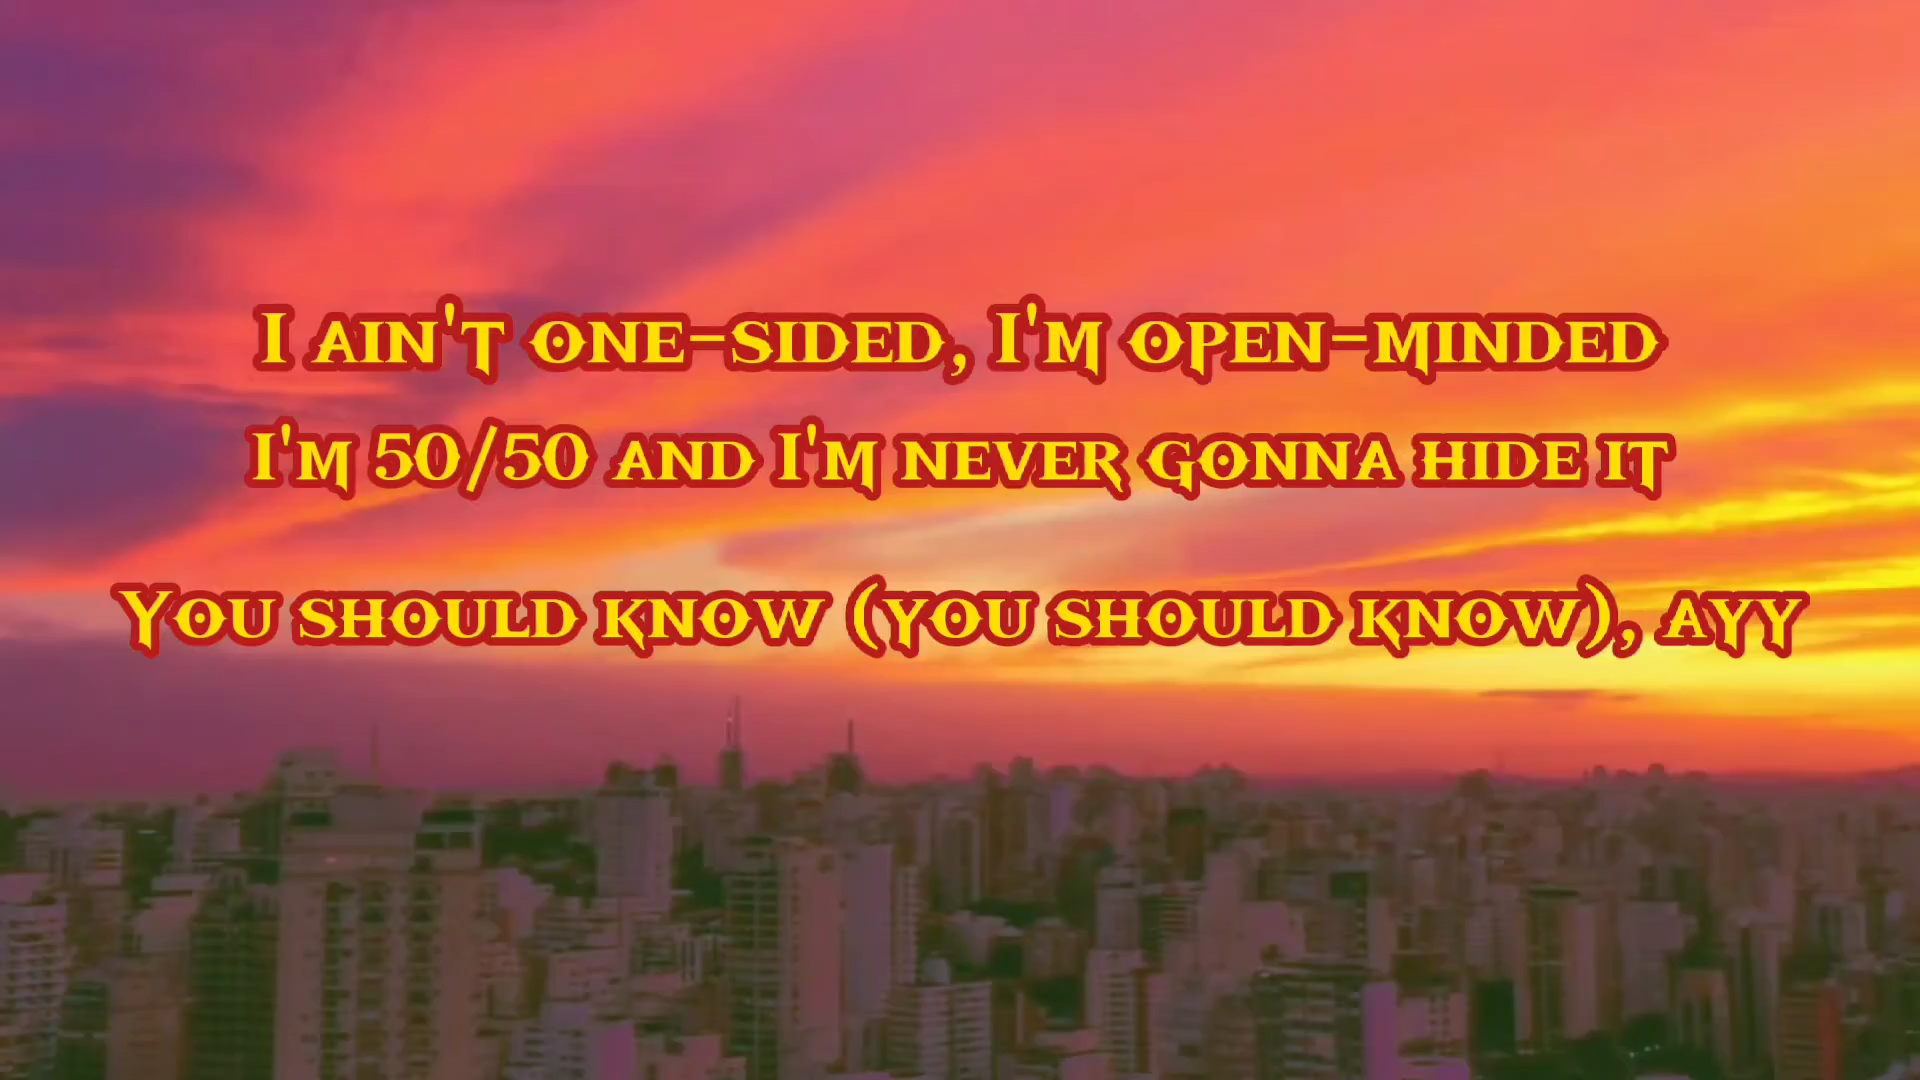 I ain't one-sided, I'm open-minded
I'm 50/50 and I'm never gonna hide it
You should know (you should know), ayy